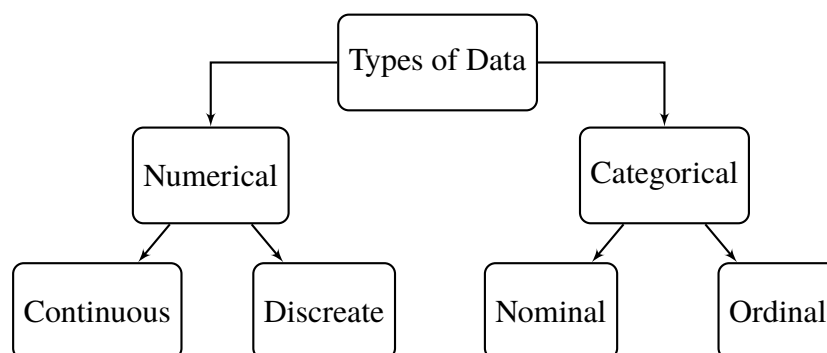 Types of Data
Numerical
Categorical
Continuous
Discreate
Nominal
Ordinal